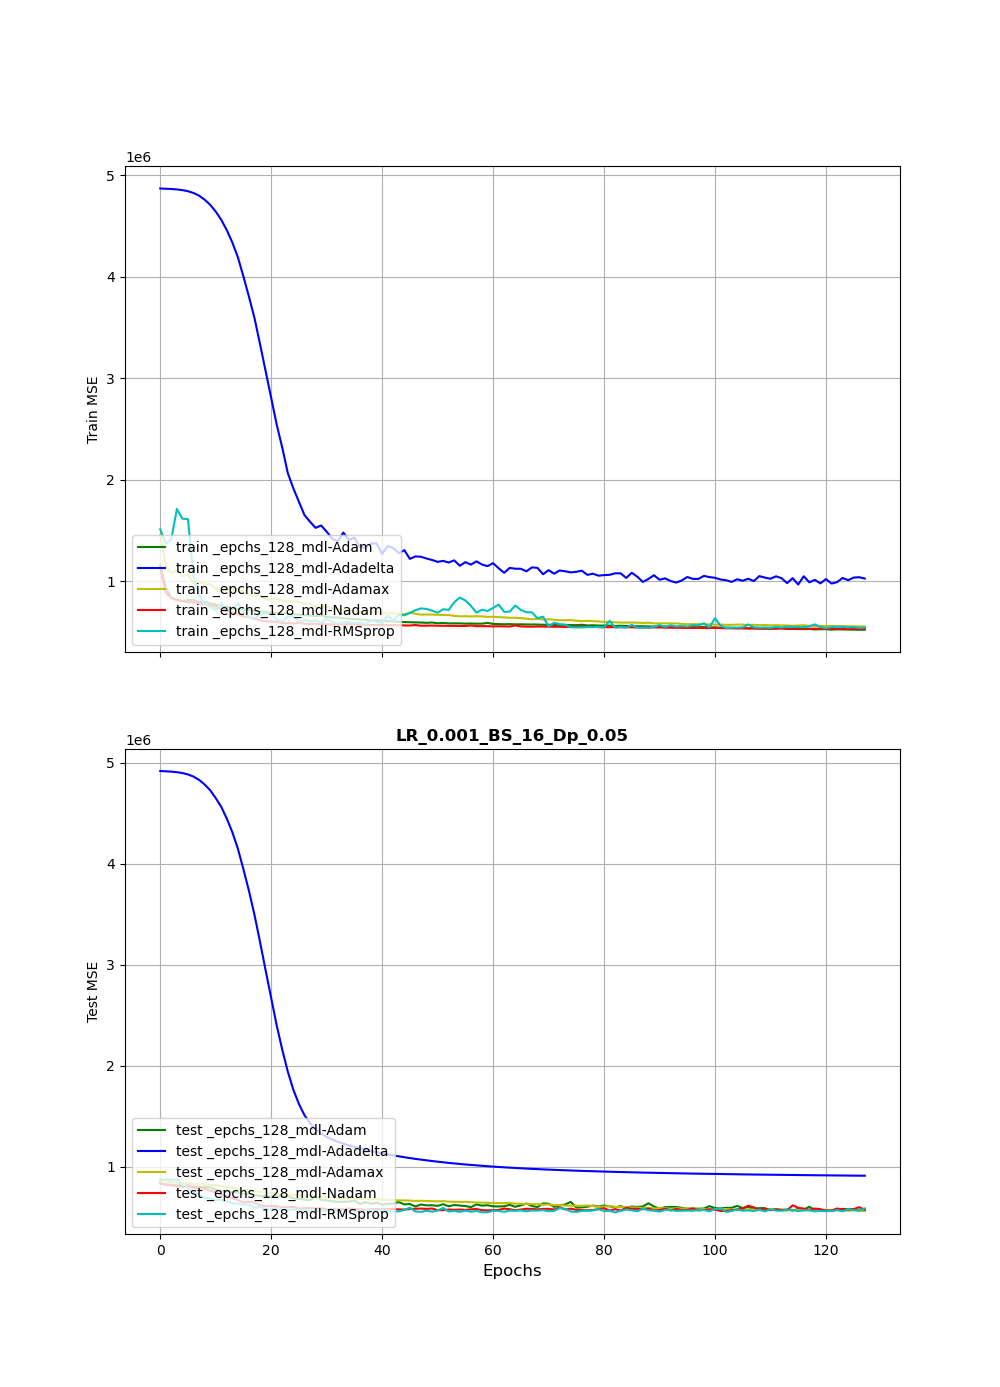 1e6
5
4
3
2
1
Train MSE
train _epchs_128_mdl-Adam
train _epchs_128_mdl-Adadelta
train _epchs_128_mdl-Adamax
train _epchs_128_mdl-Nadam
train _epchs_128_mdl-RMSprop
LR_0.001_BS_16_Dp_0.05
1e6
5
4
3
2
1
Test MSE
test _epchs_128_mdl-Adam
test _epchs_128_mdl-Adadelta
test _epchs_128_mdl-Adamax
test _epchs_128_mdl-Nadam
test _epchs_128_mdl-RMSprop
0 20 40 60 80 100 120
Epochs